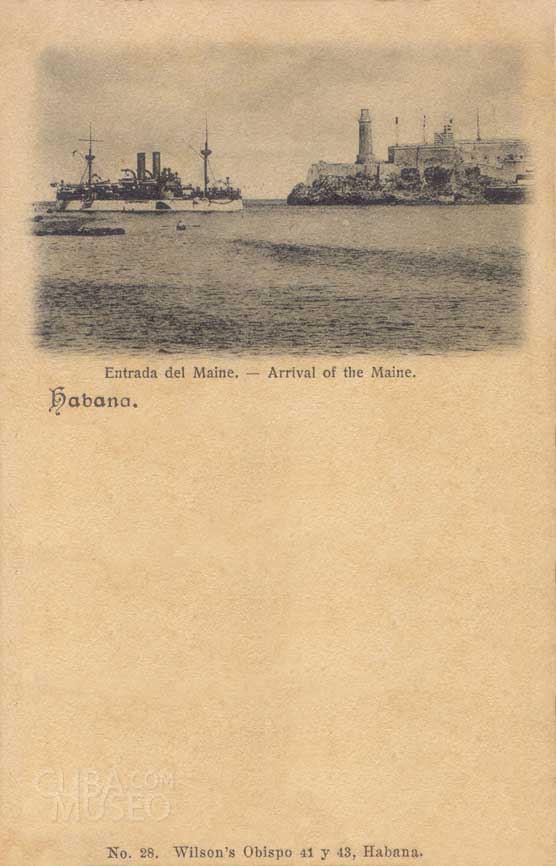 Entrada del Maine. — Arrival of the Maine.
Habana.
CUBA.COM
MUSEO
No. 28. Wilson's Obispo 41 y 43, Habana.